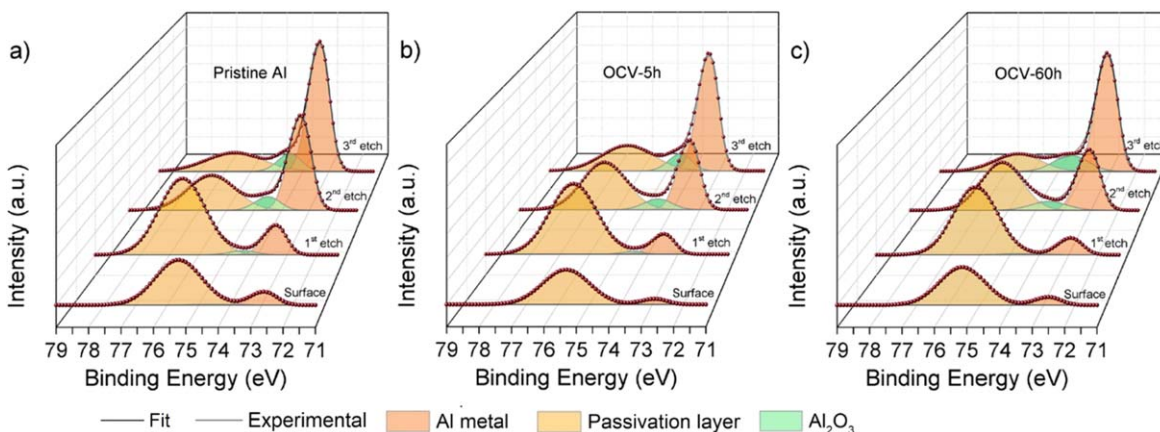 a)
Pristine Al
3rd etch
2nd etch
1st etch
Surface
Intensity (a.u.)
79 78 77 76 75 74 73 72 71
Binding Energy (eV)
b)
OCV-5h
3rd etch
2nd etch
1st etch
Surface
Intensity (a.u.)
79 78 77 76 75 74 73 72 71
Binding Energy (eV)
c)
OCV-60h
3rd etch
2nd etch
1st etch
Surface
Intensity (a.u.)
79 78 77 76 75 74 73 72 71
Binding Energy (eV)
Fit Experimental Al metal Passivation layer Al2O3